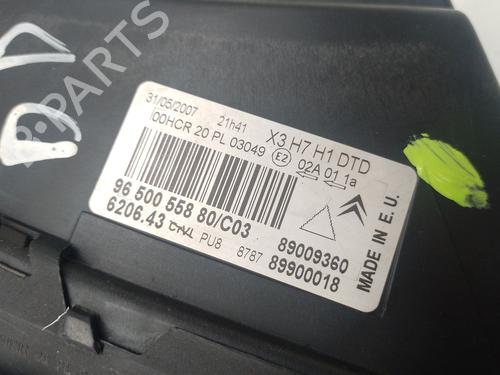 B-PARTS
31/05/2007 21h41 X3 H7 H1 DTD
00HCR 20 PL 03049 E2 02A 01 1a
96 500 558 80/C03
6206.43 PU8 8787
89009360
89900018
MADE IN E.U.